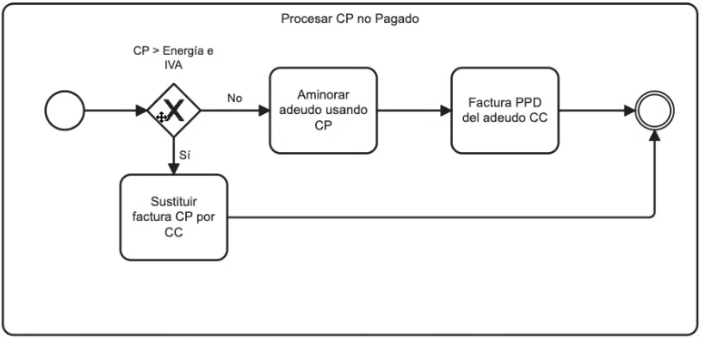 Procesar CP no Pagado
CP > Energía e
IVA
No
Aminorar
adeudo usando
CP
Factura PPD
del adeudo CC
Sí
Sustituir
factura CP por
CC